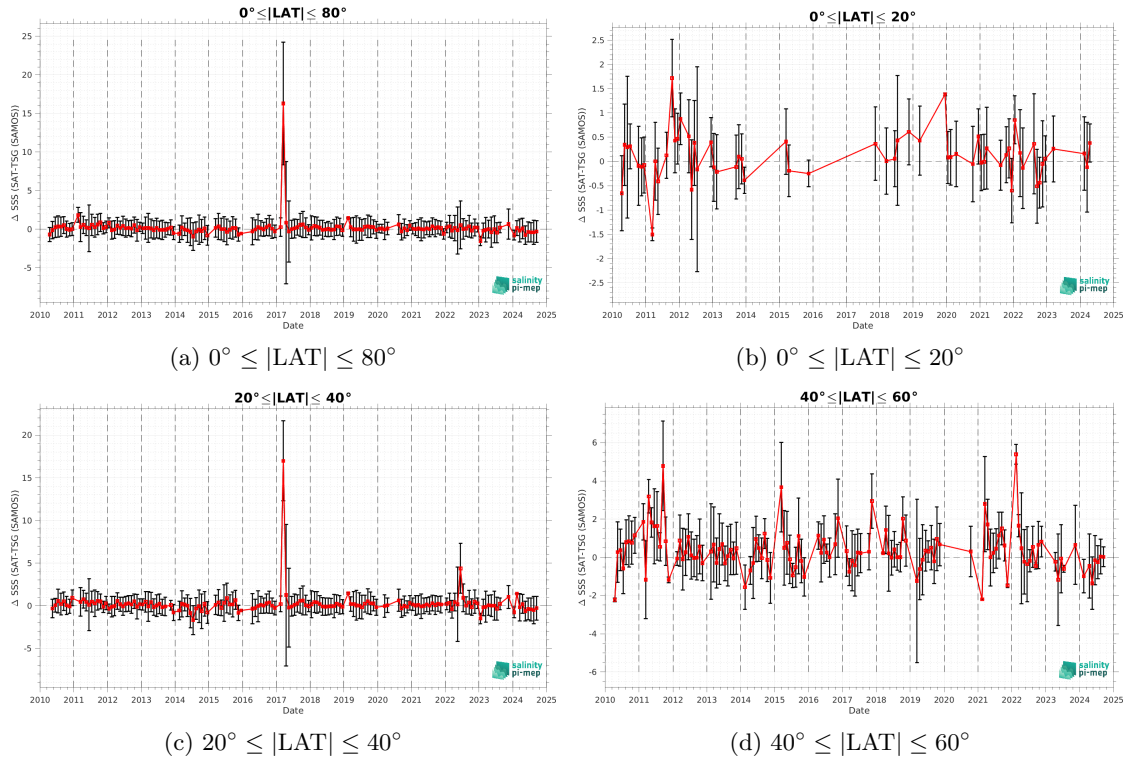 0°≤|LAT|≤ 80°
Δ SSS (SAT-TSG (SAMOS))
25
20
15
10
5
0
-5
2010 2011 2012 2013 2014 2015 2016 2017 2018 2019 2020 2021 2022 2023 2024 2025
Date
salinity
pi-mep
(a) 0° ≤ |LAT| ≤ 80°
0°≤|LAT|≤ 20°
Δ SSS (SAT-TSG (SAMOS))
2.5
2
1.5
1
0.5
0
-0.5
-1
-1.5
-2
-2.5
2010 2011 2012 2013 2014 2015 2016 2017 2018 2019 2020 2021 2022 2023 2024 2025
Date
salinity
pi-mep
(b) 0° ≤ |LAT| ≤ 20°
20°≤|LAT|≤ 40°
Δ SSS (SAT-TSG (SAMOS))
20
15
10
5
0
-5
2010 2011 2012 2013 2014 2015 2016 2017 2018 2019 2020 2021 2022 2023 2024 2025
Date
salinity
pi-mep
(c) 20° ≤ |LAT| ≤ 40°
40°≤|LAT|≤ 60°
Δ SSS (SAT-TSG (SAMOS))
6
4
2
0
-2
-4
-6
2010 2011 2012 2013 2014 2015 2016 2017 2018 2019 2020 2021 2022 2023 2024 2025
Date
salinity
pi-mep
(d) 40° ≤ |LAT| ≤ 60°